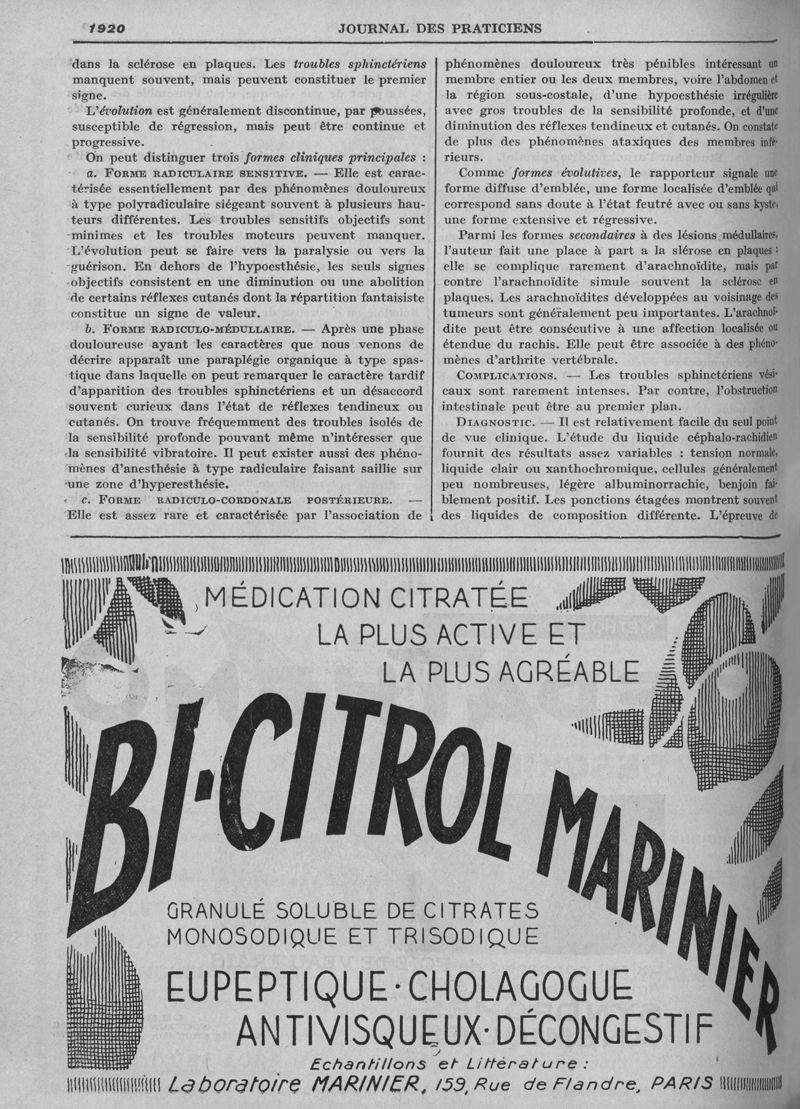 1920
JOURNAL DES PRATICIENS
dans la sclérose en plaques. Les troubles sphinctériens
manquent souvent, mais peuvent constituer le premier
signe.
L'évolution est généralement discontinue, par poussées,
susceptible de régression, mais peut être continue et
progressive.
On peut distinguer trois formes cliniques principales :
a. FORME RADICULAIRE SENSITIVE. — Elle est carac-
térisée essentiellement par des phénomènes douloureux
à type polyradiculaire siégeant souvent à plusieurs hau-
teurs différentes. Les troubles sensitifs objectifs sont
minimes et les troubles moteurs peuvent manquer.
L'évolution peut se faire vers la paralysie ou vers la
guérison. En dehors de l'hypoesthésie, les seuls signes
objectifs consistent en une diminution ou une abolition
de certains réflexes cutanés dont la répartition fantaisiste
constitue un signe de valeur.
b. FORME RADICULO-MÉDULLAIRE. — Après une phase
douloureuse ayant les caractères que nous venons de
décrire apparaît une paraplégie organique à type spas-
tique dans laquelle on peut remarquer le caractère tardif
d'apparition des troubles sphinctériens et un désaccord
souvent curieux dans l'état de réflexes tendineux ou
cutanés. On trouve fréquemment des troubles isolés de
la sensibilité profonde pouvant même n'intéresser que
la sensibilité vibratoire. Il peut exister aussi des phéno-
mènes d'anesthésie à type radiculaire faisant saillie sur
une zone d'hyperesthésie.
c. FORME RADICULO-CORDONALE POSTÉRIEURE. —
Elle est assez rare et caractérisée par l'association de
phénomènes douloureux très pénibles intéressant un
membre entier ou les deux membres, voire l'abdomen et
la région sous-costale, d'une hypoesthésie irrégulière
avec gros troubles de la sensibilité profonde, et d'une
diminution des réflexes tendineux et cutanés. On constate
de plus des phénomènes ataxiques des membres infé-
rieurs.
Comme formes évolutives, le rapporteur signale une
forme diffuse d'emblée, une forme localisée d'emblée qui
correspond sans doute à l'état feutré avec ou sans kyste,
une forme extensive et régressive.
Parmi les formes secondaires à des lésions médullaires,
l'auteur fait une place à part a la slérose en plaques :
elle se complique rarement d'arachnoïdite, mais par
contre l'arachnoïdite simule souvent la sclérose en
plaques. Les arachnoïdites développées au voisinage des
tumeurs sont généralement peu importantes. L'arachnoï-
dite peut être consécutive à une affection localisée ou
étendue du rachis. Elle peut être associée à des phéno-
mènes d'arthrite vertébrale.
COMPLICATIONS. — Les troubles sphinctériens vési-
caux sont rarement intenses. Par contre, l'obstruction
intestinale peut être au premier plan.
DIAGNOSTIC. — Il est relativement facile du seul point
de vue clinique. L'étude du liquide céphalo-rachidien
fournit des résultats assez variables : tension normale,
liquide clair ou xanthochromique, cellules généralement
peu nombreuses, légère albuminorrachie, benjoin fai-
blement positif. Les ponctions étagées montrent souvent
des liquides de composition différente. L'épreuve de
MÉDICATION CITRATÉE
LA PLUS ACTIVE ET
LA PLUS AGRÉABLE
BI-CITROL MARINIER
GRANULÉ SOLUBLE DE CITRATES
MONOSODIQUE ET TRISODIQUE
EUPEPTIQUE·CHOLAGOGUE
ANTIVISQUEUX·DÉCONGESTIF
Echantillons et Littérature :
Laboratoire MARINIER, 159, Rue de Flandre, PARIS